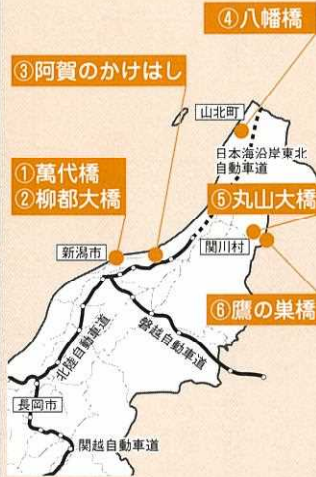 ④八幡橋
③阿賀のかけはし
山北町
日本海沿岸東北
自動車道
①萬代橋
②柳都大橋
⑤丸山大橋
新潟市
関川村
⑥鷹の巣橋
北陸自動車道
磐越自動車道
長岡市
関越自動車道